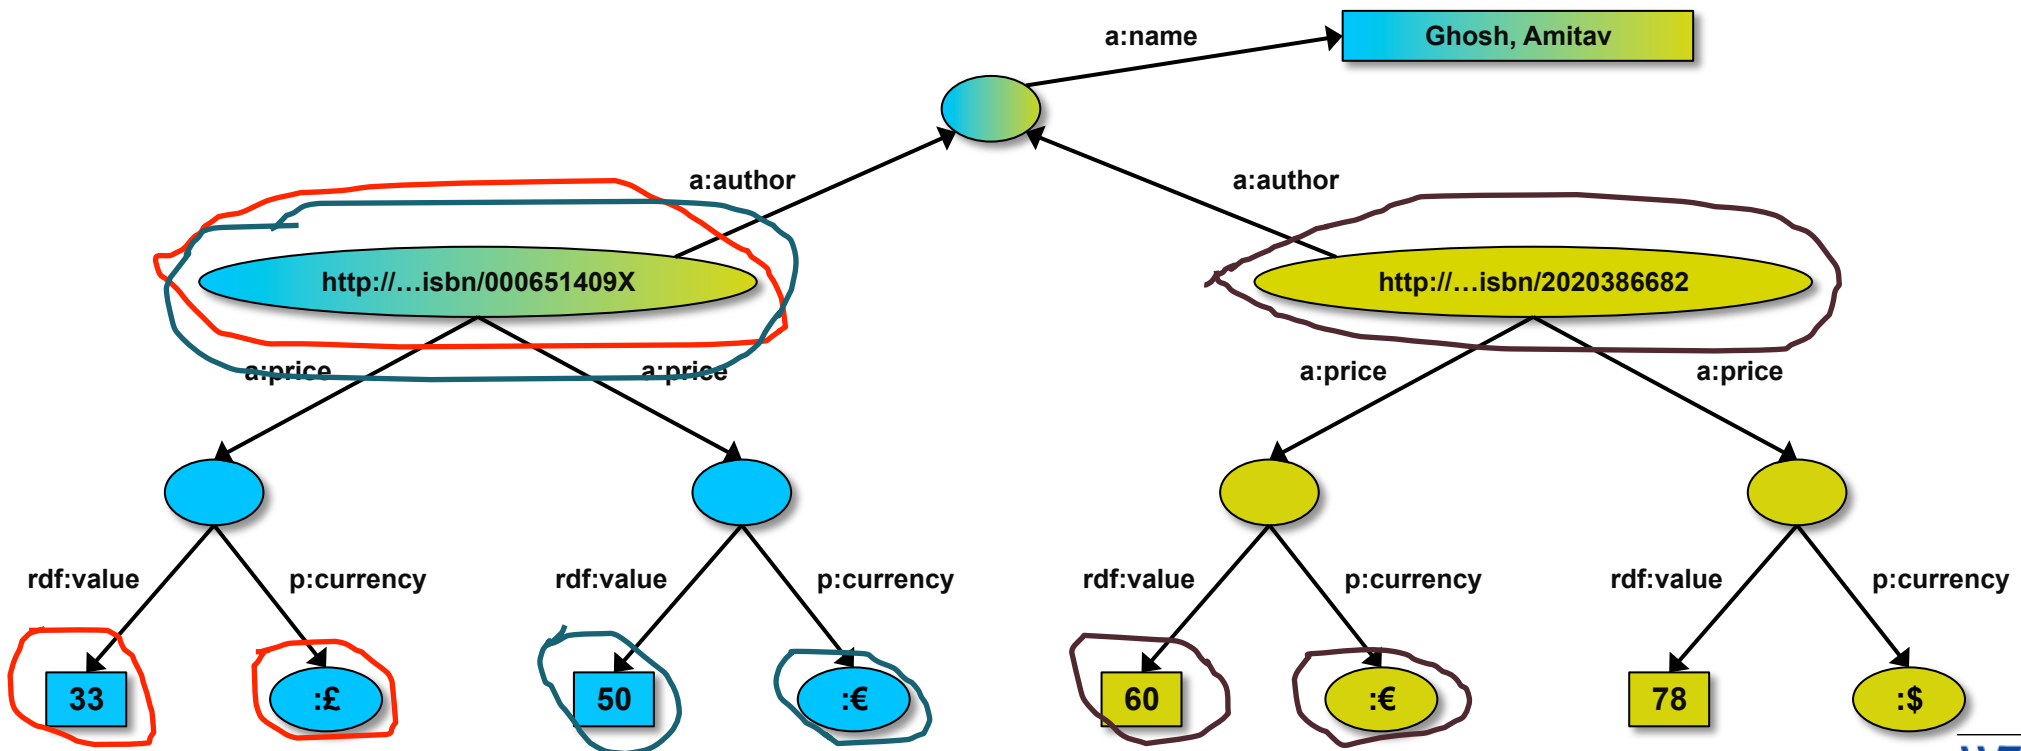 a:name
Ghosh, Amitav
a:author
a:author
http://…isbn/000651409X
http://…isbn/2020386682
a:price
a:price
a:price
a:price
rdf:value
p:currency
rdf:value
p:currency
rdf:value
p:currency
rdf:value
p:currency
33
:£
50
:€
60
:€
78
:$